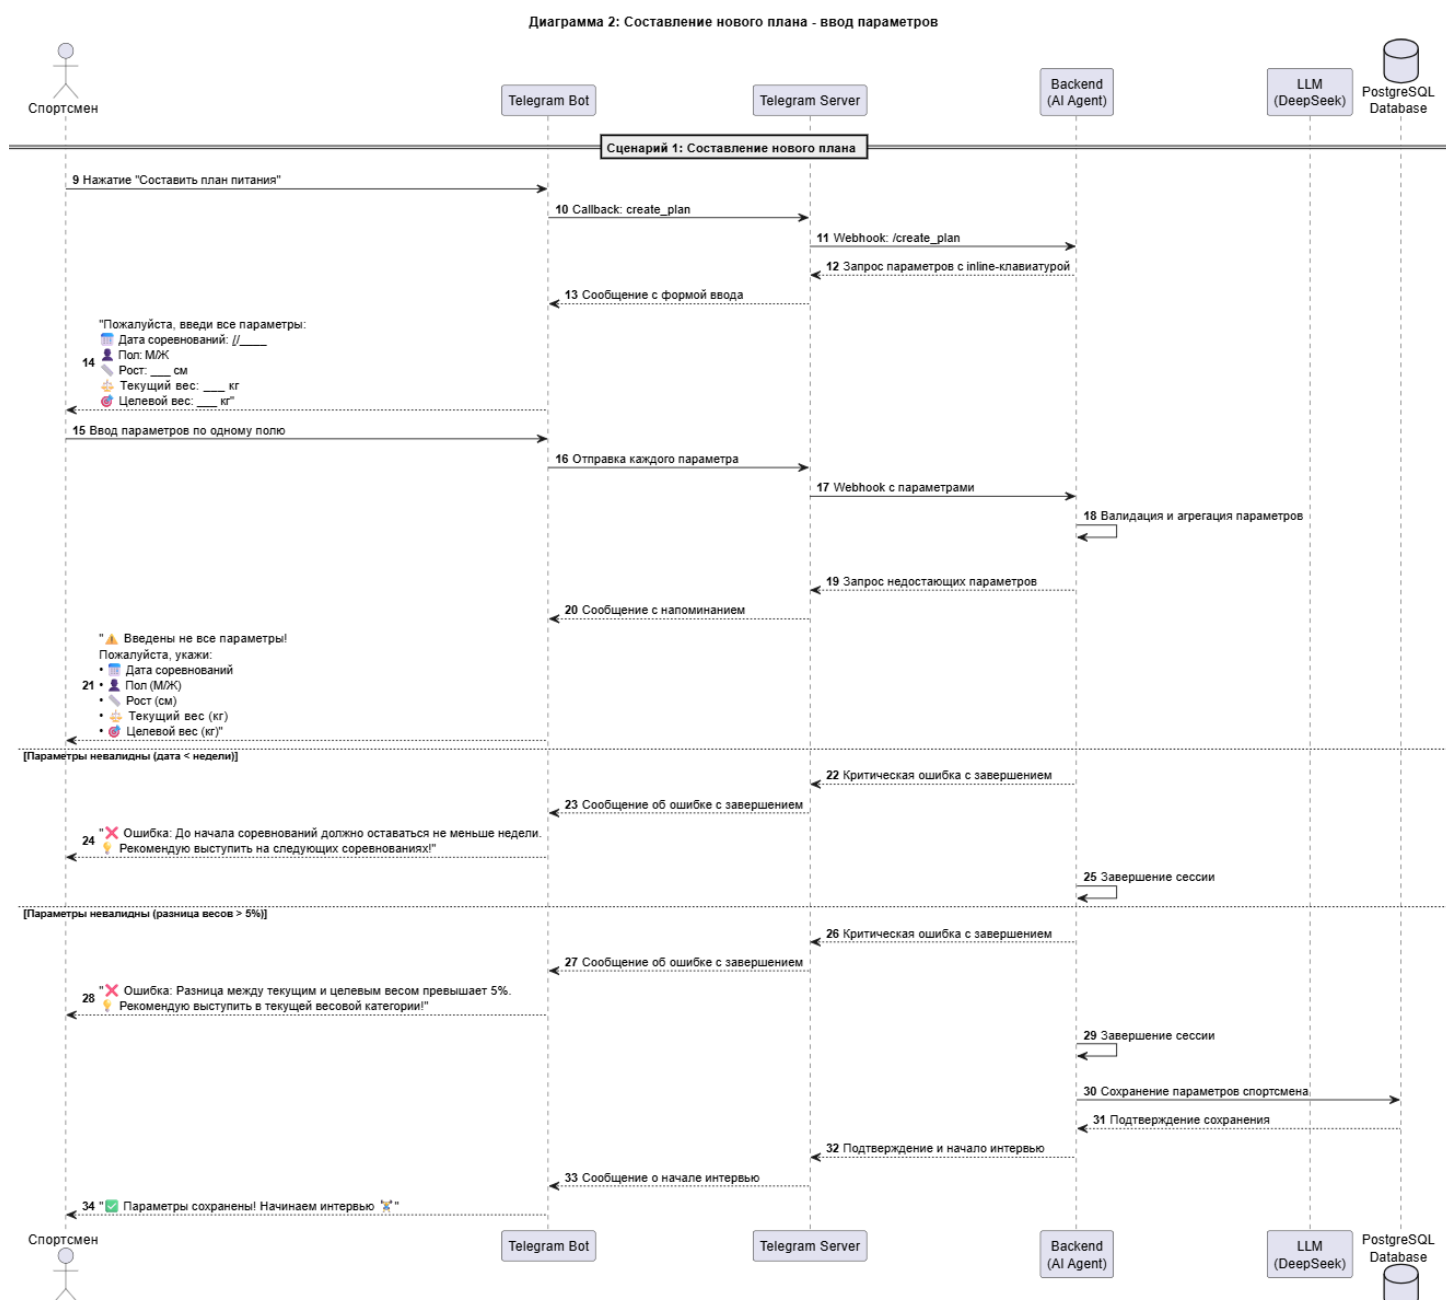 Диаграмма 2: Составление нового плана - ввод параметров
Спортсмен
Telegram Bot
Telegram Server
Backend
(AI Agent)
LLM
(DeepSeek)
PostgreSQL
Database
Сценарий 1: Составление нового плана
9 Нажатие "Составить план питания"
10 Callback: create_plan
11 Webhook: /create_plan
12 Запрос параметров с inline-клавиатурой
13 Сообщение с формой ввода
14
"Пожалуйста, введи все параметры:
🗓️ Дата соревнований: //____
👤 Пол: М/Ж
📏 Рост: ___ см
⚖️ Текущий вес: ___ кг
🎯 Целевой вес: ___ кг"
15 Ввод параметров по одному полю
16 Отправка каждого параметра
17 Webhook с параметрами
18 Валидация и агрегация параметров
19 Запрос недостающих параметров
20 Сообщение с напоминанием
21
"⚠️ Введены не все параметры!
Пожалуйста, укажи:
• 🗓️ Дата соревнований
• 👤 Пол (М/Ж)
• 📏 Рост (см)
• ⚖️ Текущий вес (кг)
• 🎯 Целевой вес (кг)"
[Параметры невалидны (дата < недели)]
22 Критическая ошибка с завершением
23 Сообщение об ошибке с завершением
24
"❌ Ошибка: До начала соревнований должно оставаться не меньше недели.
💡 Рекомендую выступить на следующих соревнованиях!"
25 Завершение сессии
[Параметры невалидны (разница весов > 5%)]
26 Критическая ошибка с завершением
27 Сообщение об ошибке с завершением
28
"❌ Ошибка: Разница между текущим и целевым весом превышает 5%.
💡 Рекомендую выступить в текущей весовой категории!"
29 Завершение сессии
30 Сохранение параметров спортсмена
31 Подтверждение сохранения
32 Подтверждение и начало интервью
33 Сообщение о начале интервью
34 "✅ Параметры сохранены! Начинаем интервью 🏋️"
Спортсмен
Telegram Bot
Telegram Server
Backend
(AI Agent)
LLM
(DeepSeek)
PostgreSQL
Database